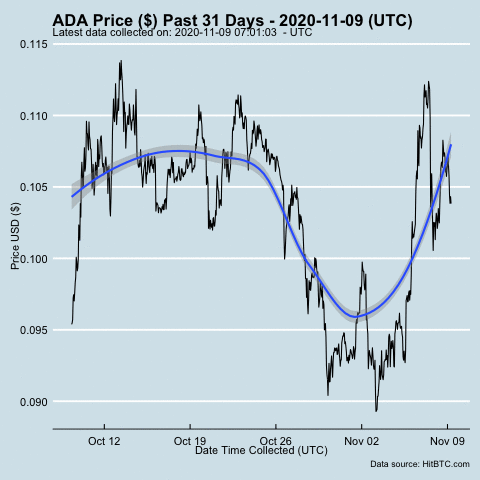 ADA Price ($) Past 31 Days - 2020-11-09 (UTC)
Latest data collected on: 2020-11-09 07:01:03 - UTC
0.115
0.110
0.105
0.100
0.095
0.090
Price USD ($)
Oct 12 Oct 19 Oct 26 Nov 02 Nov 09
Date Time Collected (UTC)
Data source: HitBTC.com